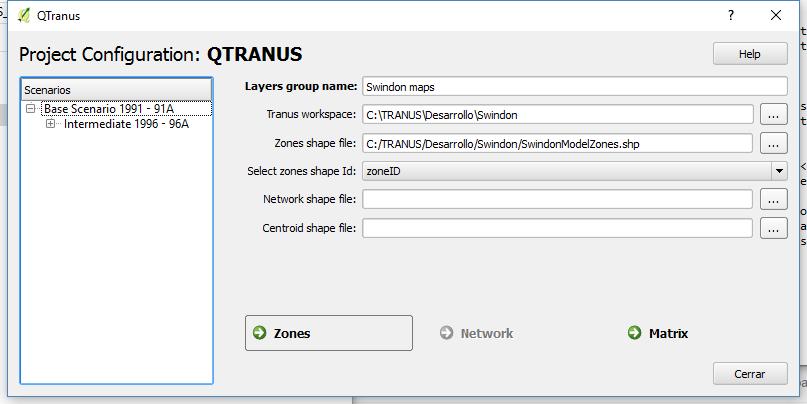 QTranus
Project Configuration: QTRANUS
Help
Scenarios
Base Scenario 1991 - 91A
Intermediate 1996 - 96A
Layers group name: Swindon maps
Tranus workspace: C:\TRANUS\Desarrollo\Swindon ...
Zones shape file: C:/TRANUS/Desarrollo/Swindon/SwindonModelZones.shp ...
Select zones shape Id: zoneID
Network shape file: ...
Centroid shape file: ...
Zones
Network
Matrix
Cerrar